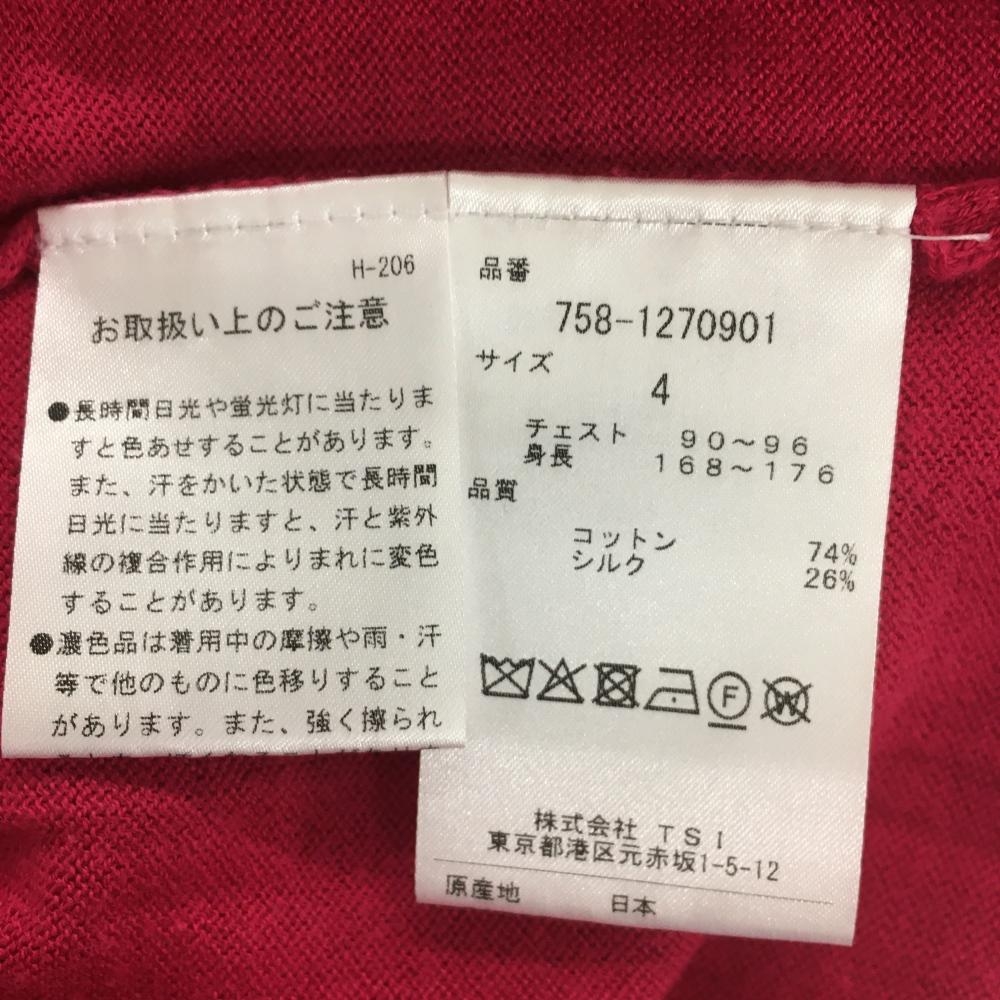 H-206
お取扱い上のご注意
●長時間日光や蛍光灯に当たりま
すと色あせすることがあります。
また、汗をかいた状態で長時間
日光に当たりますと、汗と紫外
線の複合作用によりまれに変色
することがあります。
●濃色品は着用中の摩擦や雨・汗
等で他のものに色移りすること
があります。また、強く擦られ
品番
758-1270901
サイズ
4
チェスト 90～96
身長 168～176
品質
コットン 74%
シルク 26%
F
W
株式会社 TSI
東京都港区元赤坂1-5-12
原産地 日本